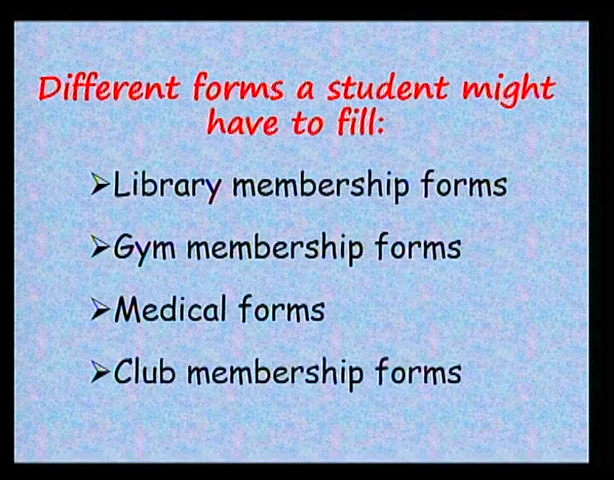 Different forms a student might
have to fill:
➢Library membership forms
➢Gym membership forms
➢Medical forms
➢Club membership forms